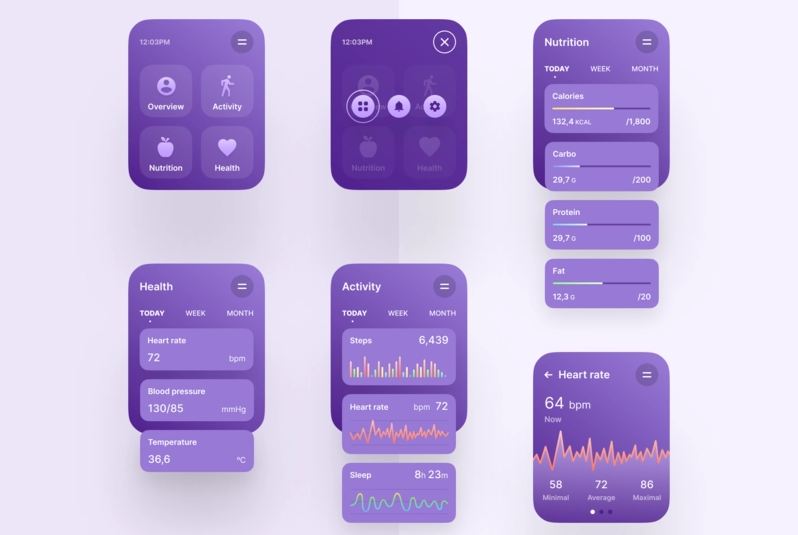 12:03PM
Overview
Activity
Nutrition
Health
12:03PM
Nutrition
Health
Nutrition
TODAY WEEK MONTH
Calories
132,4 KCAL /1,800
Carbo
29,7 G /200
Protein
29,7 G /100
Fat
12,3 G /20
Health
TODAY WEEK MONTH
Heart rate
72 bpm
Blood pressure
130/85 mmHg
Temperature
36,6 ºC
Activity
TODAY WEEK MONTH
Steps 6,439
Heart rate bpm 72
Sleep 8h 23m
Heart rate
64 bpm
Now
58 72 86
Minimal Average Maximal